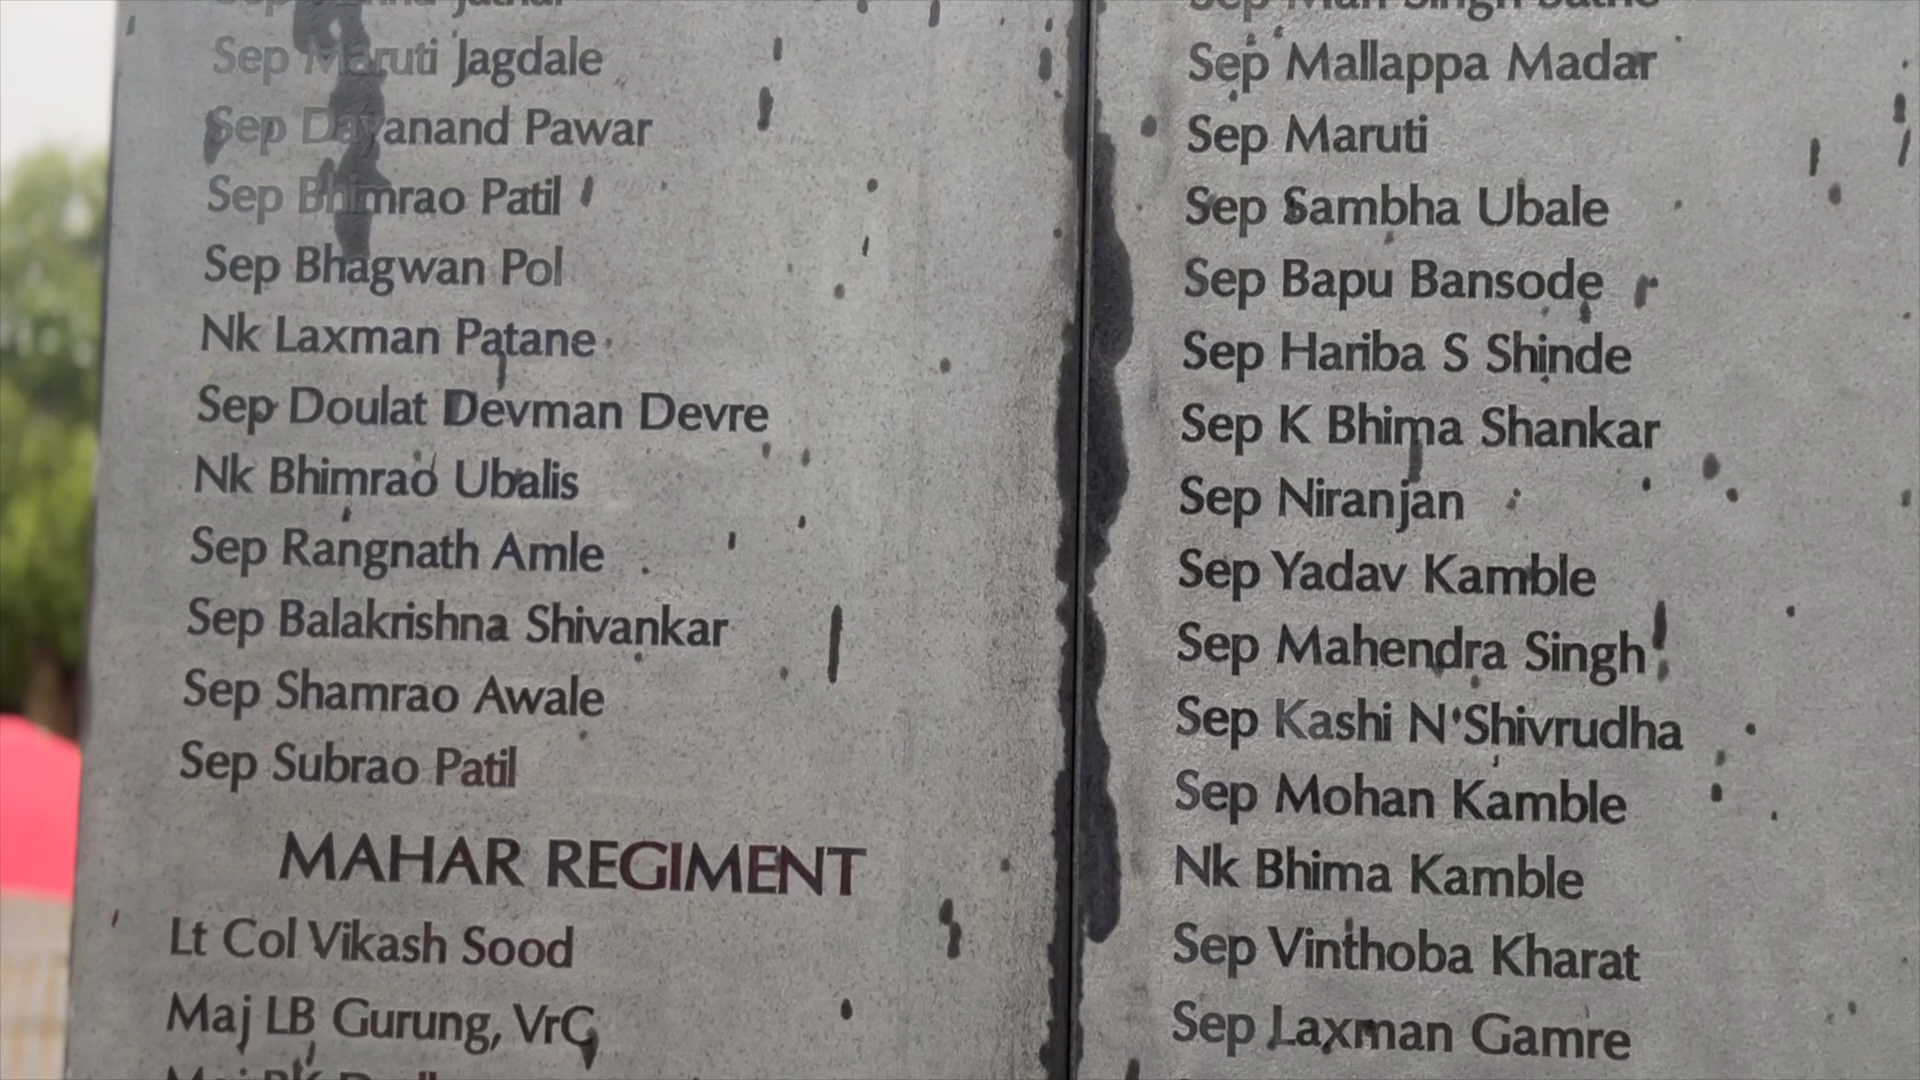 Sep Maruti Jagdale
Sep Dayanand Pawar
Sep Bhimrao Patil
Sep Bhagwan Pol
Nk Laxman Patane
Sep Doulat Devman Devre
Nk Bhimrao Ubalis
Sep Rangnath Amle
Sep Balakrishna Shivankar
Sep Shamrao Awale
Sep Subrao Patil
MAHAR REGIMENT
Lt Col Vikash Sood
Maj LB Gurung, VrC
Sep Man Singh
Sep Mallappa Madar
Sep Maruti
Sep Sambha Ubale
Sep Bapu Bansode
Sep Hariba S Shinde
Sep K Bhima Shankar
Sep Niranjan
Sep Yadav Kamble
Sep Mahendra Singh
Sep Kashi N Shivrudha
Sep Mohan Kamble
Nk Bhima Kamble
Sep Vinthoba Kharat
Sep Laxman Gamre